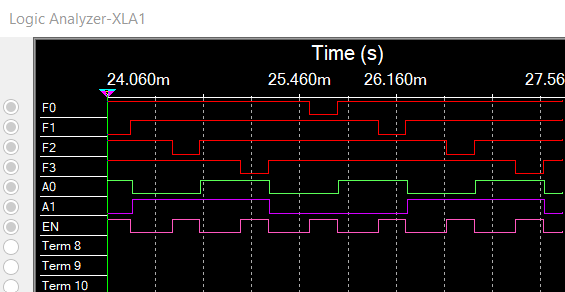 Logic Analyzer-XLA1
Time (s)
24.060m 25.460m 26.160m 27.56
F0
F1
F2
F3
A0
A1
EN
Term 8
Term 9
Term 10